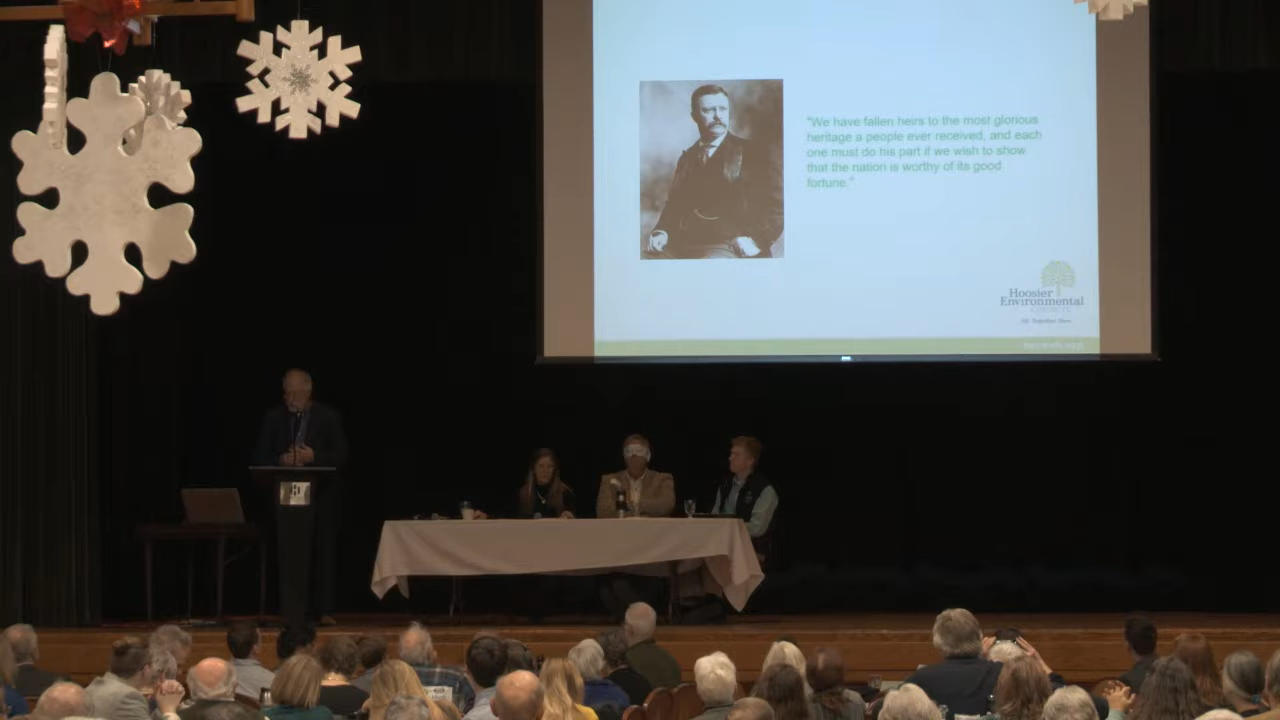 "We have fallen heirs to the most glorious
heritage a people ever received, and each
one must do his part if we wish to show
that the nation is worthy of its good
fortune."
Hoosier
Environmental
COUNCIL